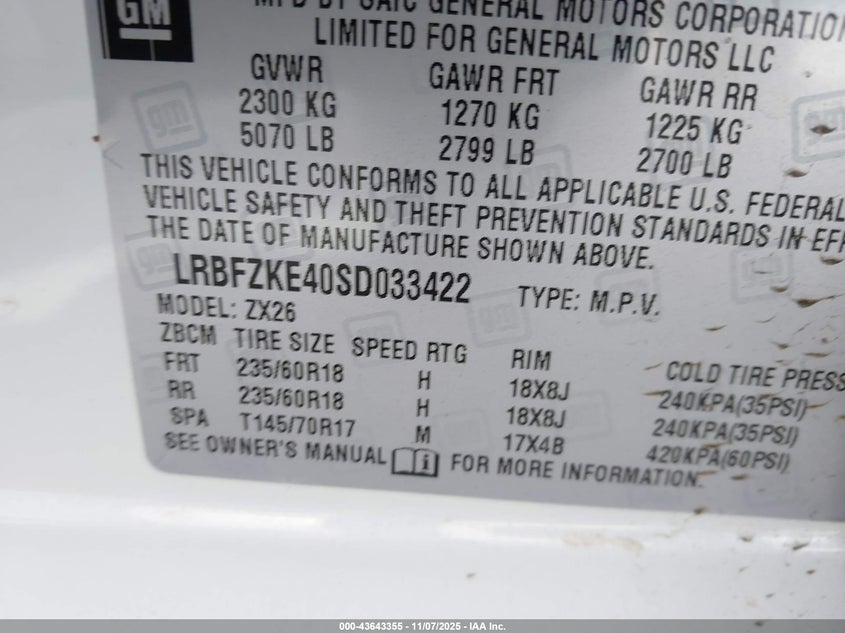 GM
MFD BY SAIC GENERAL MOTORS CORPORATION
LIMITED FOR GENERAL MOTORS LLC
GVWR GAWR FRT GAWR RR
2300 KG 1270 KG 1225 KG
5070 LB 2799 LB 2700 LB
THIS VEHICLE CONFORMS TO ALL APPLICABLE U.S. FEDERAL
VEHICLE SAFETY AND THEFT PREVENTION STANDARDS IN EFF
THE DATE OF MANUFACTURE SHOWN ABOVE.
LRBFZKE40SD033422 TYPE: M.P.V.
MODEL: ZX26
ZBCM TIRE SIZE SPEED RTG RIM COLD TIRE PRESS
FRT 235/60R18 H 18X8J 240KPA(35PSI)
RR 235/60R18 H 18X8J 240KPA(35PSI)
SPA T145/70R17 M 17X4B 420KPA(60PSI)
SEE OWNER'S MANUAL i FOR MORE INFORMATION.
000-43643355 - 11/07/2025 - IAA Inc.